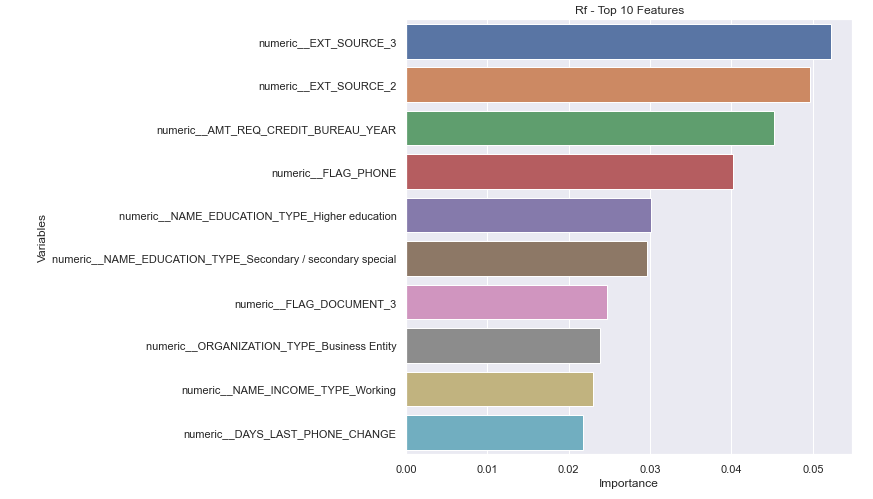 Rf - Top 10 Features
numeric__EXT_SOURCE_3
numeric__EXT_SOURCE_2
numeric__AMT_REQ_CREDIT_BUREAU_YEAR
numeric__FLAG_PHONE
numeric__NAME_EDUCATION_TYPE_Higher education
numeric__NAME_EDUCATION_TYPE_Secondary / secondary special
numeric__FLAG_DOCUMENT_3
numeric__ORGANIZATION_TYPE_Business Entity
numeric__NAME_INCOME_TYPE_Working
numeric__DAYS_LAST_PHONE_CHANGE
Variables
0.00 0.01 0.02 0.03 0.04 0.05
Importance